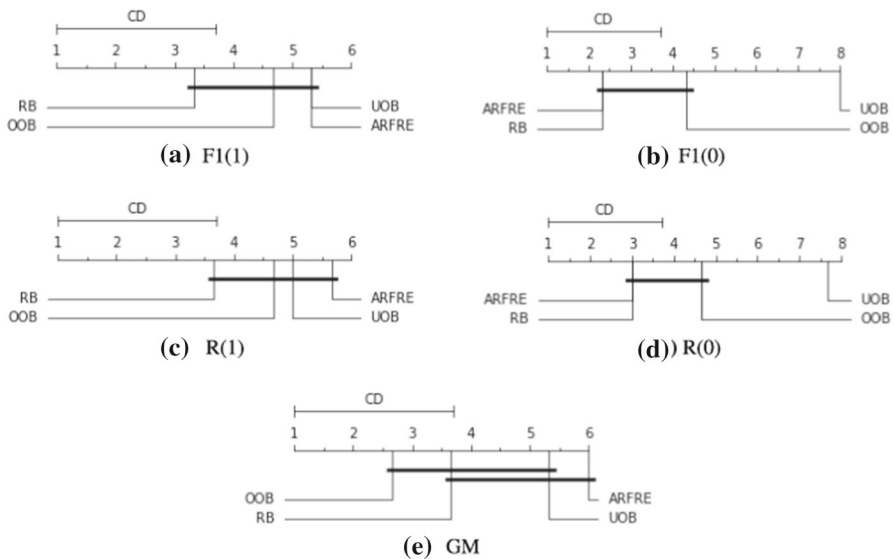 CD
1 2 3 4 5 6
RB UOB
OOB ARFRE
(a) F1(1)
CD
1 2 3 4 5 6 7 8
ARFRE UOB
RB OOB
(b) F1(0)
CD
1 2 3 4 5 6
RB ARFRE
OOB UOB
(c) R(1)
CD
1 2 3 4 5 6 7 8
ARFRE UOB
RB OOB
(d)) R(0)
CD
1 2 3 4 5 6
OOB ARFRE
RB UOB
(e) GM